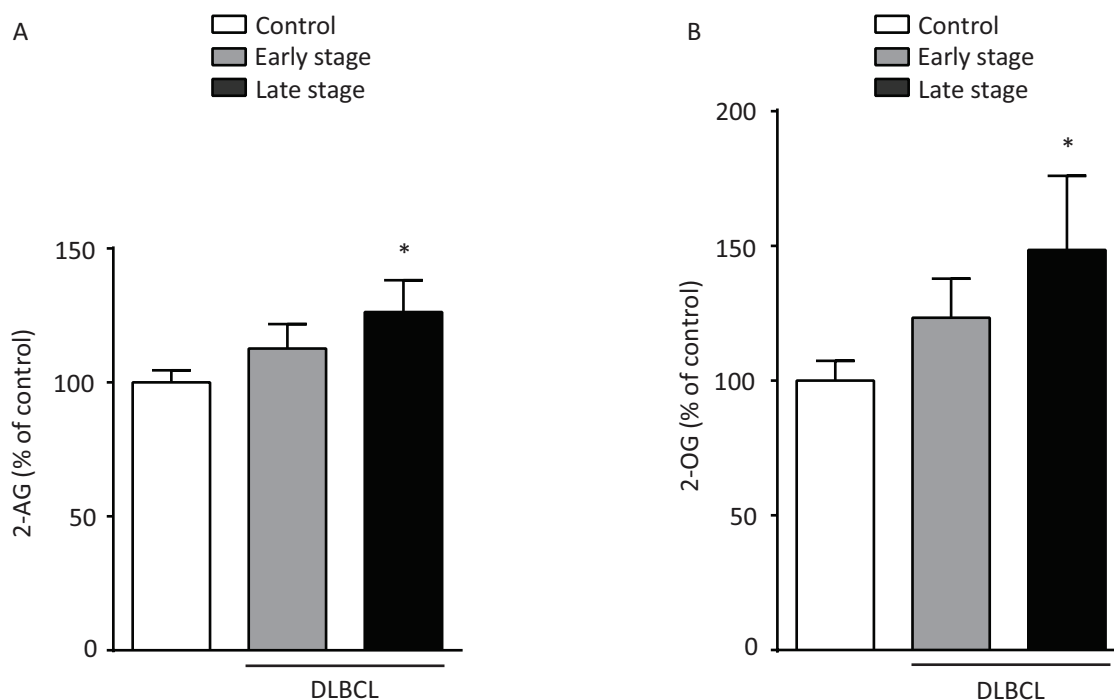 A
Control
Early stage
Late stage
150
100
50
0
2-AG (% of control)
*
DLBCL
B
Control
Early stage
Late stage
200
150
100
50
0
2-OG (% of control)
*
DLBCL